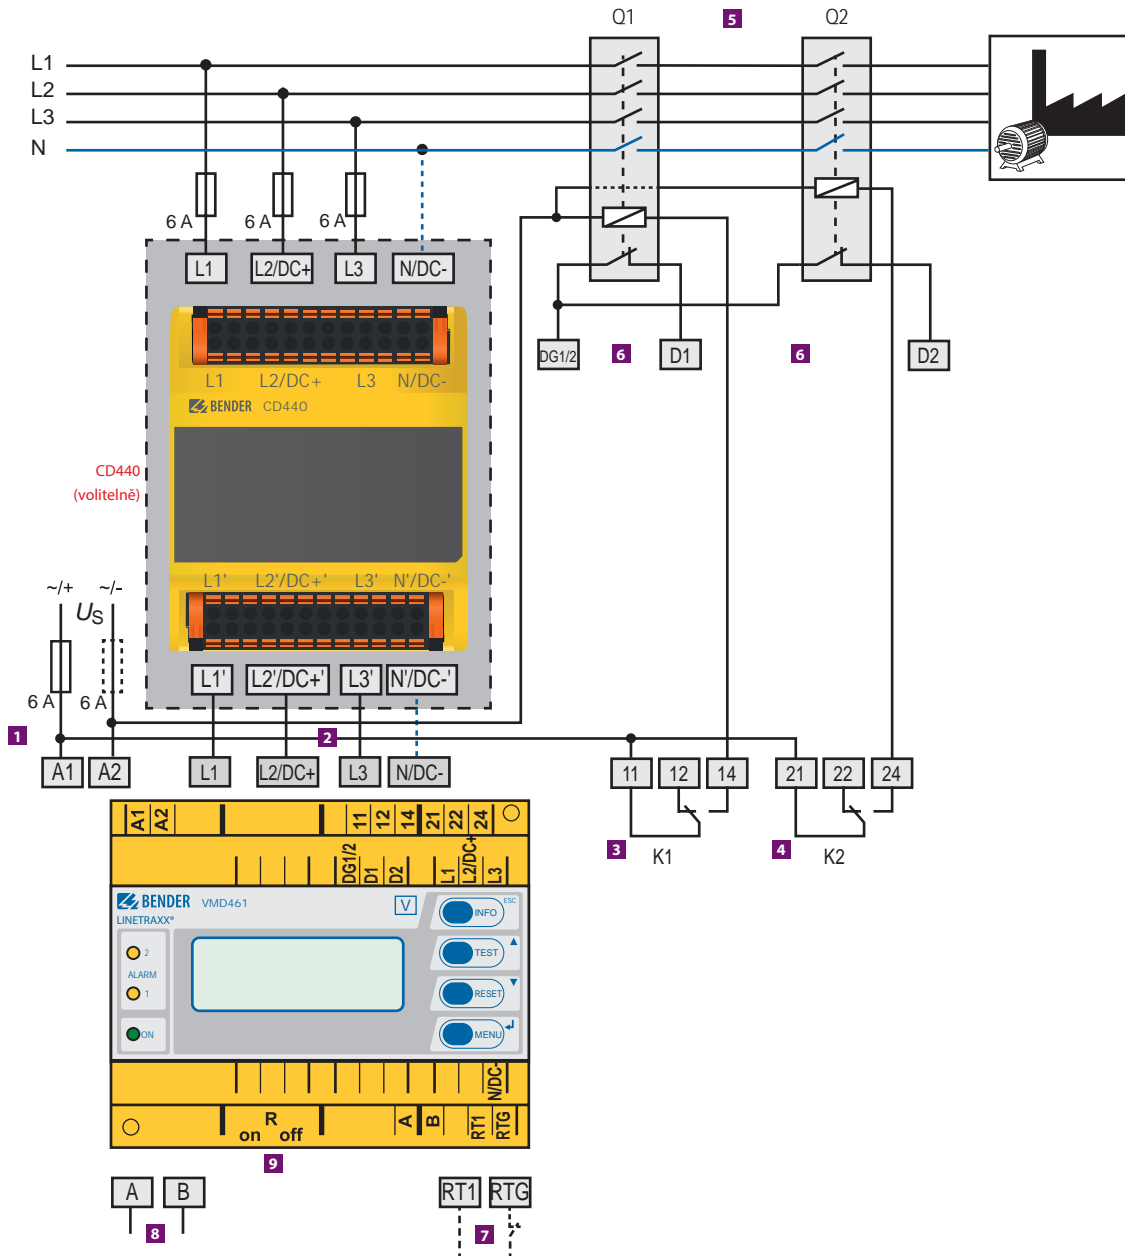 Q1
5
Q2
L1
L2
L3
N
6 A
6 A
6 A
L1
L2/DC+
L3
N/DC-
DG1/2
6
D1
6
D2
L1
L2/DC+
L3
N/DC-
BENDER CD440
CD440
(volitelně)
L1'
L2'/DC+'
L3'
N'/DC-'
~/+
~/-
US
6 A
6 A
L1'
L2'/DC+'
L3'
N'/DC-'
1
2
A1
A2
L1
L2/DC+
L3
N/DC-
11
12
14
21
22
24
3
K1
4
K2
A1
A2
11
12
14
21
22
24
DG1/2
D1
D2
L1
L2/DC+
L3
BENDER VMD461
V
INFO
ESC
LINETRAXX®
2
TEST
ALARM
1
RESET
ON
MENU
N/DC-
R
on off
A
B
RT1
RTG
9
A
B
RT1
RTG
8
7